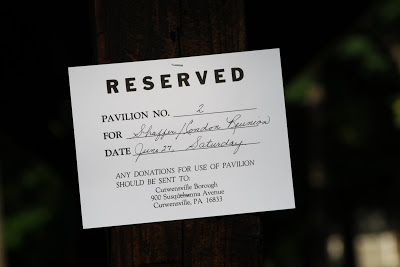 RESERVED
PAVILION NO. 2
FOR Shaffer/Condon Reunion
DATE June 27, Saturday
ANY DONATIONS FOR USE OF PAVILION
SHOULD BE SENT TO:
Curwensville Borough
900 Susquehanna Avenue
Curwensville, PA 16833